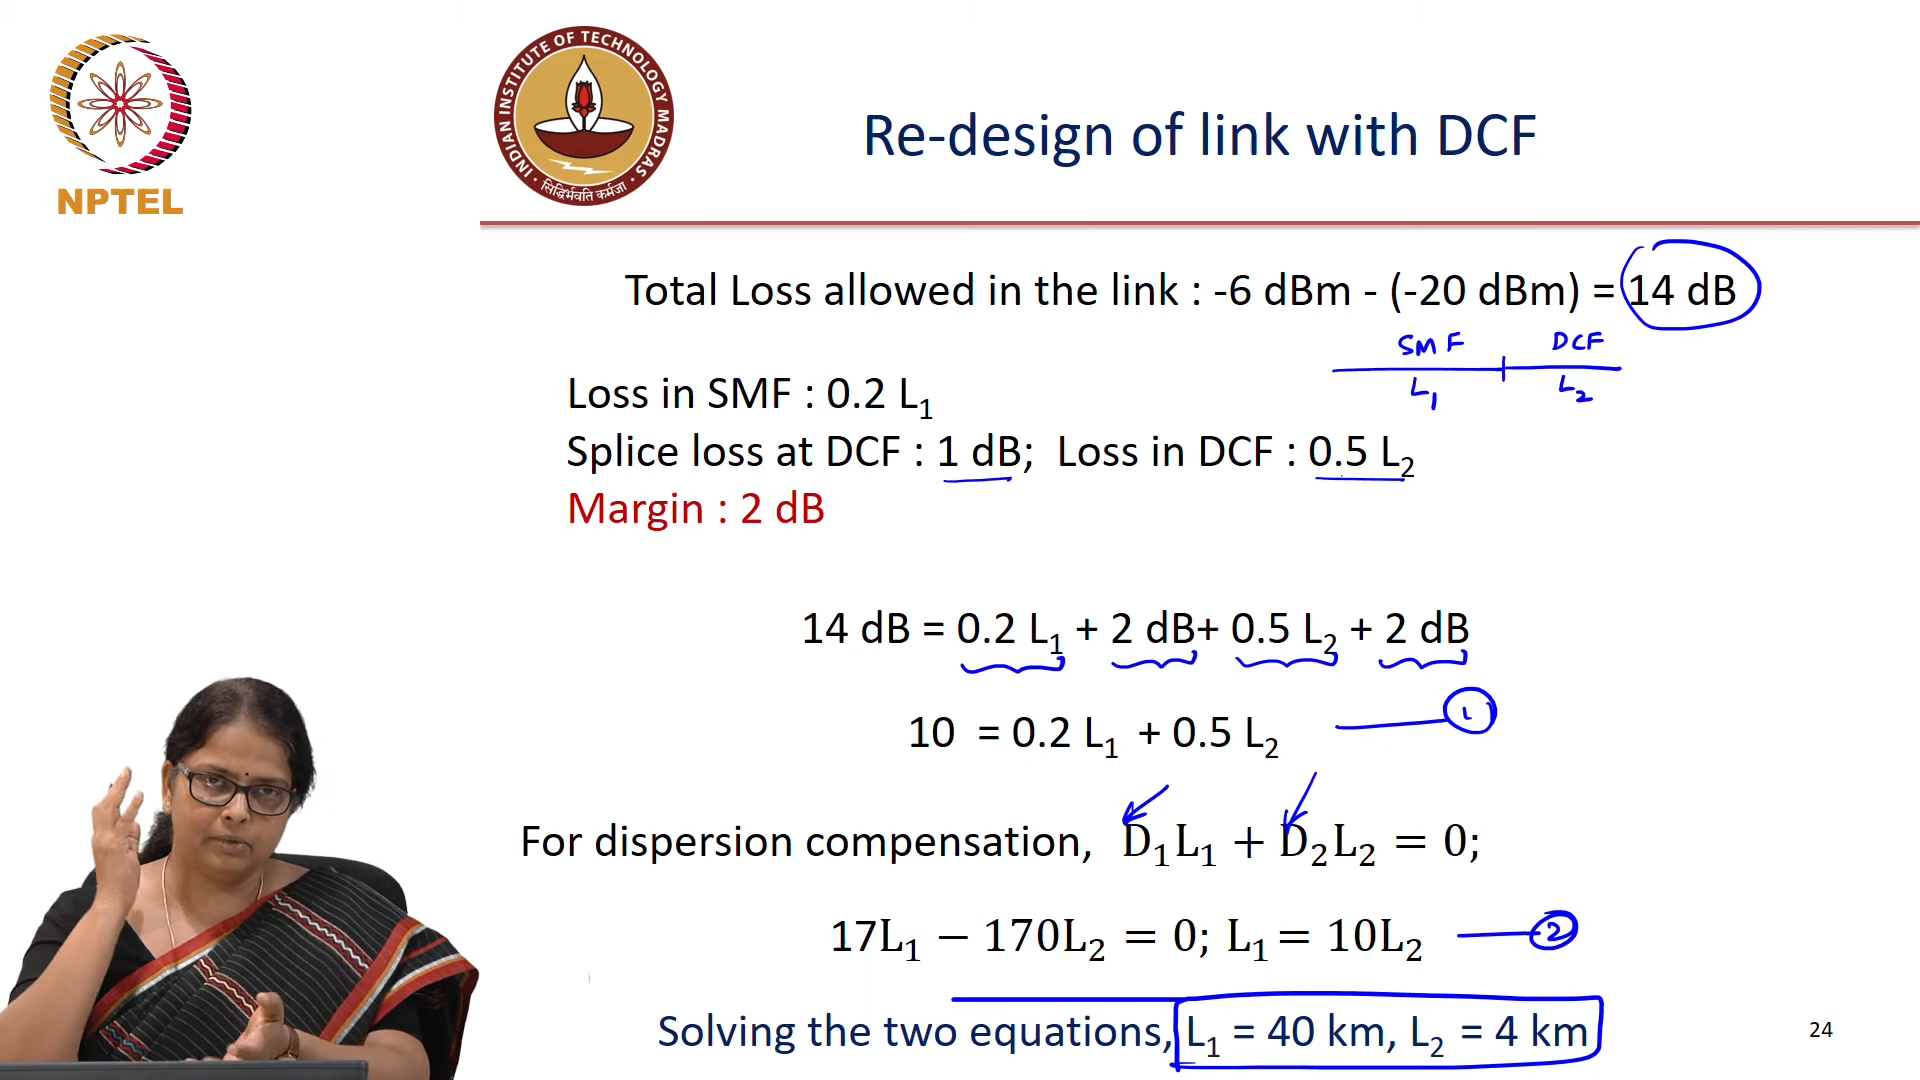 NPTEL
INDIAN INSTITUTE OF TECHNOLOGY MADRAS
सिद्धिर्भवति कर्मजा
Re-design of link with DCF
Total Loss allowed in the link : -6 dBm - (-20 dBm) = 14 dB
SMF DCF
L₁ L₂
Loss in SMF : 0.2 L₁
Splice loss at DCF : 1 dB; Loss in DCF : 0.5 L₂
Margin : 2 dB
14 dB = 0.2 L₁ + 2 dB+ 0.5 L₂ + 2 dB
10 = 0.2 L₁ + 0.5 L₂ 1
For dispersion compensation, D₁L₁ + D₂L₂ = 0;
17L₁ − 170L₂ = 0; L₁ = 10L₂ 2
Solving the two equations, L₁ = 40 km, L₂ = 4 km
24